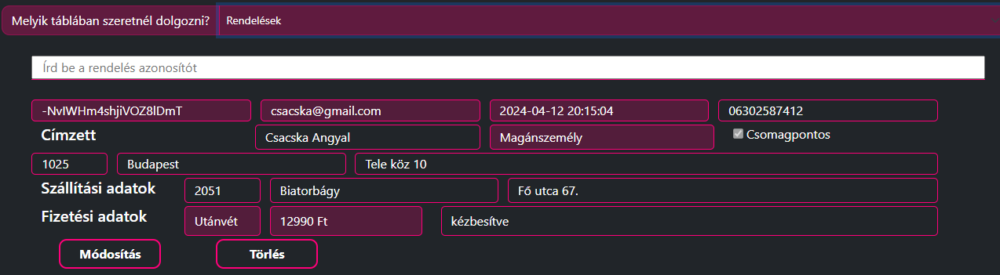 Melyik táblában szeretnél dolgozni? Rendelések
Írd be a rendelés azonosítót
-NvIWHm4shjiVOZ8lDmT csacska@gmail.com 2024-04-12 20:15:04 06302587412
Címzett Csacska Angyal Magánszemély Csomagpontos
1025 Budapest Tele köz 10
Szállítási adatok 2051 Biatorbágy Fő utca 67.
Fizetési adatok Utánvét 12990 Ft kézbesítve
Módosítás Törlés